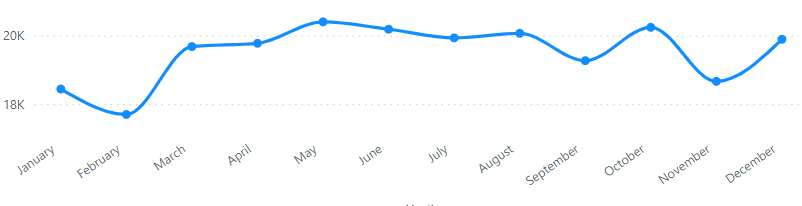 20K
18K
January
February
March
April
May
June
July
August
September
October
November
December